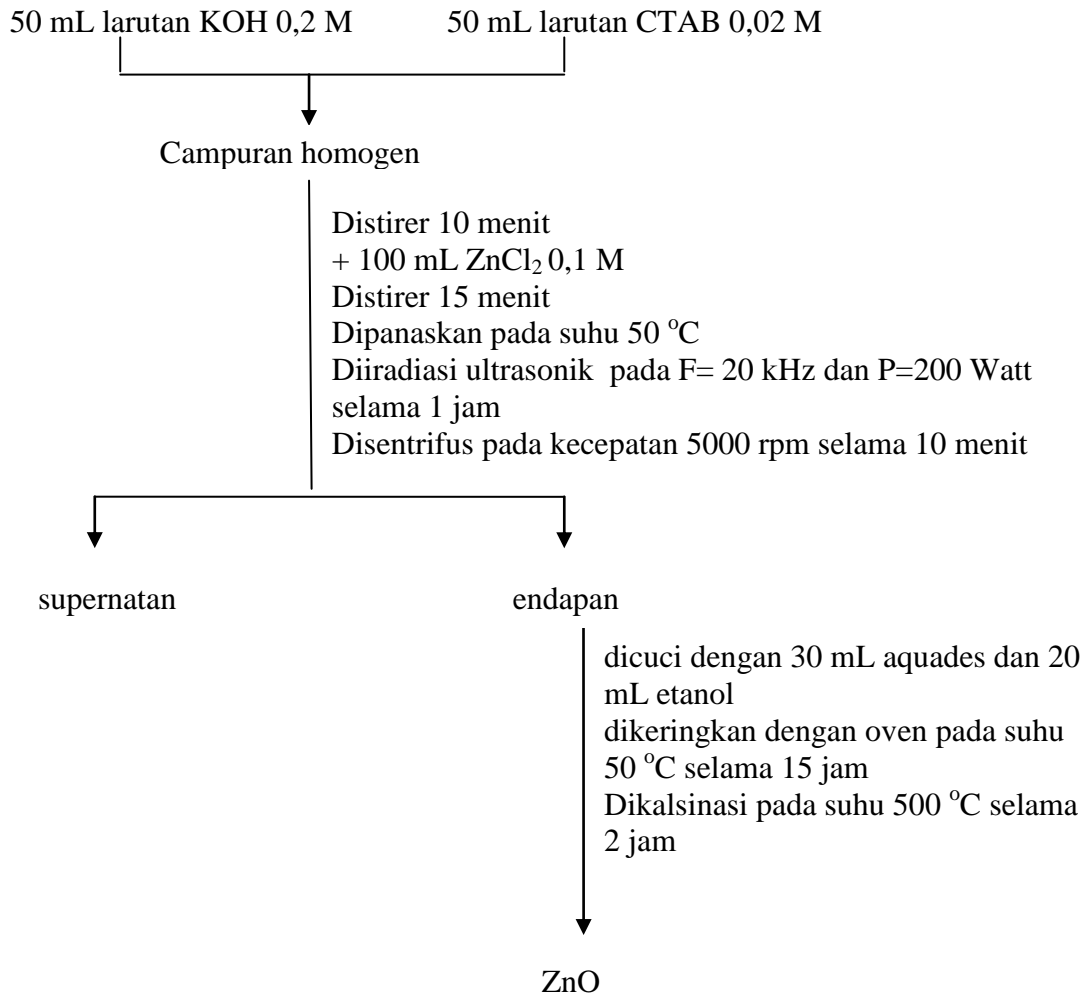 50 mL larutan KOH 0,2 M 50 mL larutan CTAB 0,02 M
Campuran homogen
Distirer 10 menit
+ 100 mL ZnCl₂ 0,1 M
Distirer 15 menit
Dipanaskan pada suhu 50 ᵒC
Diiradiasi ultrasonik pada F= 20 kHz dan P=200 Watt
selama 1 jam
Disentrifus pada kecepatan 5000 rpm selama 10 menit
supernatan endapan
dicuci dengan 30 mL aquades dan 20
mL etanol
dikeringkan dengan oven pada suhu
50 ᵒC selama 15 jam
Dikalsinasi pada suhu 500 ᵒC selama
2 jam
ZnO